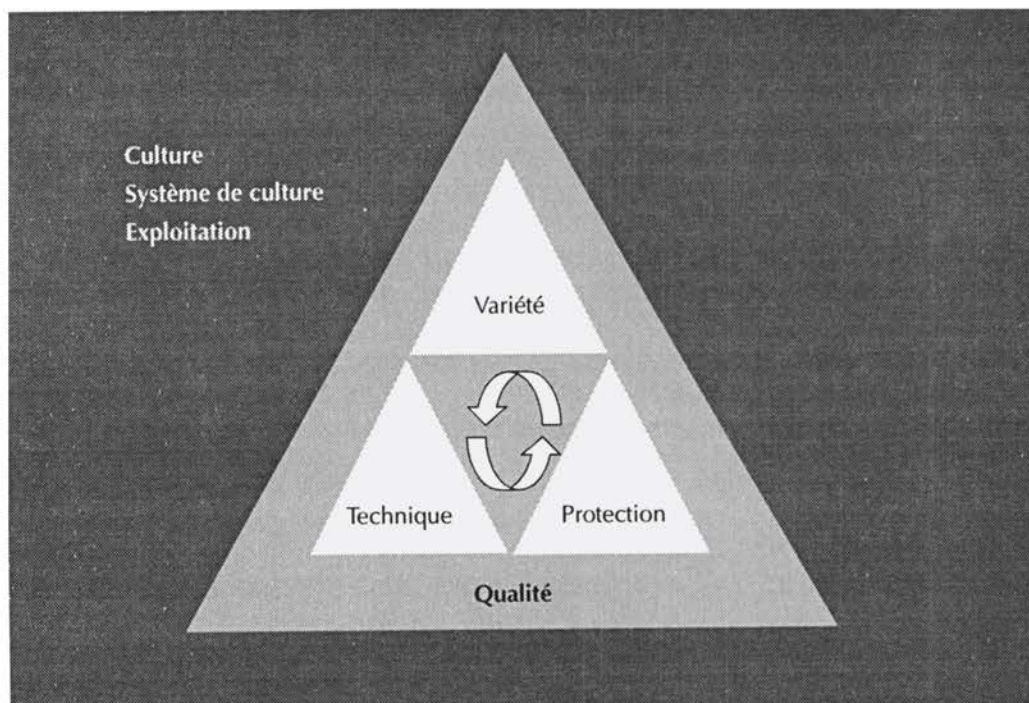 Culture
Système de culture
Exploitation
Variété
Technique
Protection
Qualité